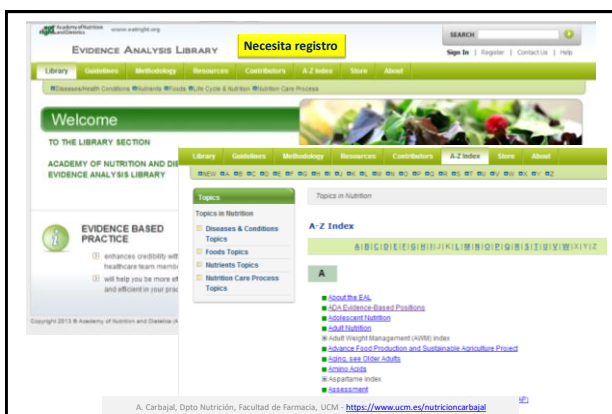 eat right Academy of Nutrition and Dietetics
www.eatright.org
SEARCH
EVIDENCE ANALYSIS LIBRARY
Necesita registro
Sign In | Register | Contact Us | Help
Library Guidelines Methodology Resources Contributors A-Z Index Store About
Diseases/Health Conditions Nutrients Foods Life Cycle & Nutrition Nutrition Care Process
Welcome
TO THE LIBRARY SECTION
ACADEMY OF NUTRITION AND DIE
EVIDENCE ANALYSIS LIBRARY
EVIDENCE BASED
PRACTICE
enhances credibility with
healthcare team membe
will help you be more ef
and efficient in your prac
Copyright 2013 © Academy of Nutrition and Dietetics (A
Library Guidelines Methodology Resources Contributors A-Z Index Store About
NEW A B C D E F G H I J K L M N O P Q R S T U V W X Y Z
Topics
Topics in Nutrition
Diseases & Conditions
Topics
Foods Topics
Nutrients Topics
Nutrition Care Process
Topics
Topics in Nutrition
A-Z Index
A|B|C|D|E|F|G|H|I|J|K|L|M|N|O|P|Q|R|S|T|U|V|W|X|Y|Z
A
About the EAL
ADA Evidence-Based Positions
Adolescent Nutrition
Adult Nutrition
Adult Weight Management (AWM) index
Advance Food Production and Sustainable Agriculture Project
Aging, see Older Adults
Amino Acids
Aspartame index
Assessment
AP)
A. Carbajal, Dpto Nutrición, Facultad de Farmacia, UCM - https://www.ucm.es/nutricioncarbajal